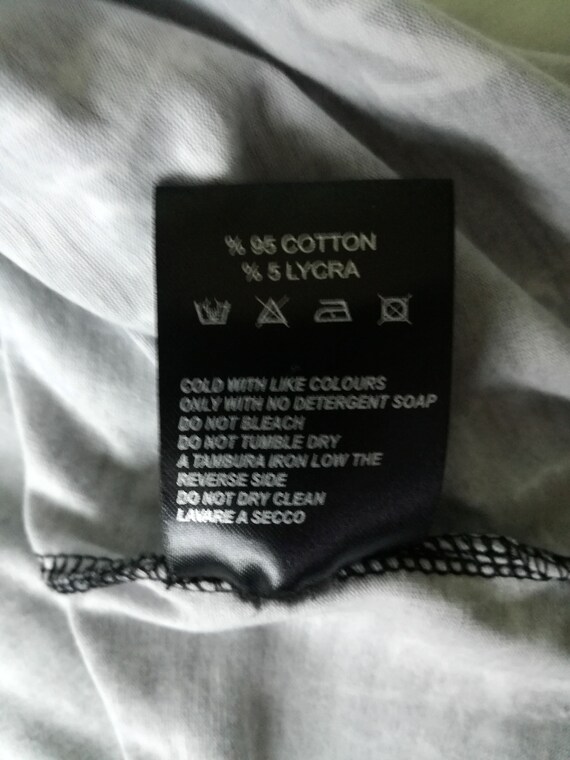 % 95 COTTON
% 5 LYCRA
COLD WITH LIKE COLOURS
ONLY WITH NO DETERGENT SOAP
DO NOT BLEACH
DO NOT TUMBLE DRY
A TAMBURA IRON LOW THE
REVERSE SIDE
DO NOT DRY CLEAN
LAVARE A SECCO